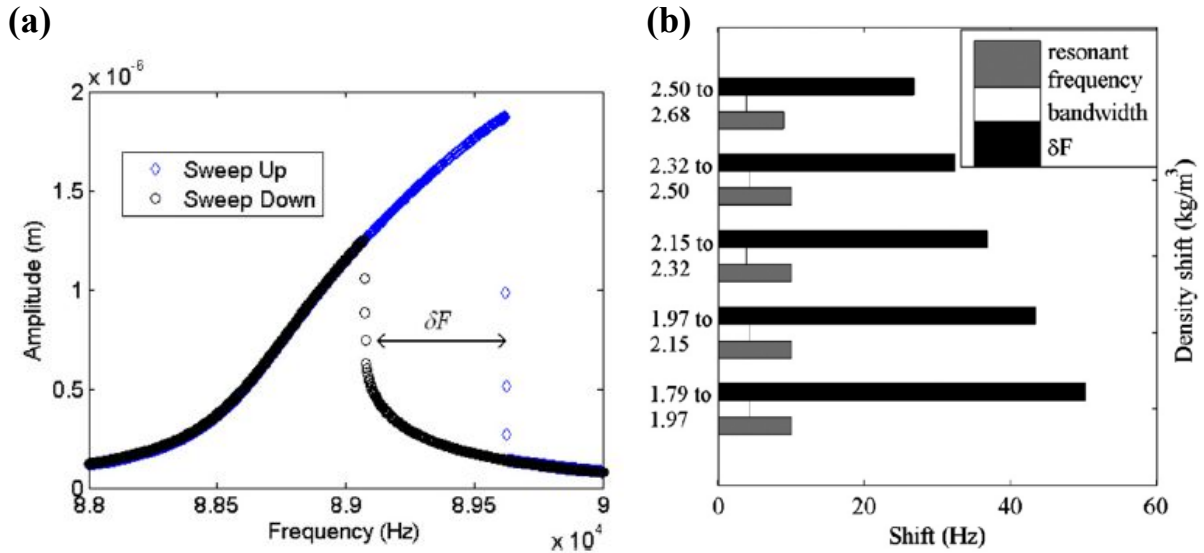 (a)
× 10⁻⁶
2
1.5
1
0.5
0
Amplitude (m)
Sweep Up
Sweep Down
δF
8.8
8.85
8.9
8.95
9
Frequency (Hz)
× 10⁴
(b)
resonant
frequency
bandwidth
δF
2.50 to
2.68
2.32 to
2.50
2.15 to
2.32
1.97 to
2.15
1.79 to
1.97
Density shift (kg/m³)
0
20
40
60
Shift (Hz)